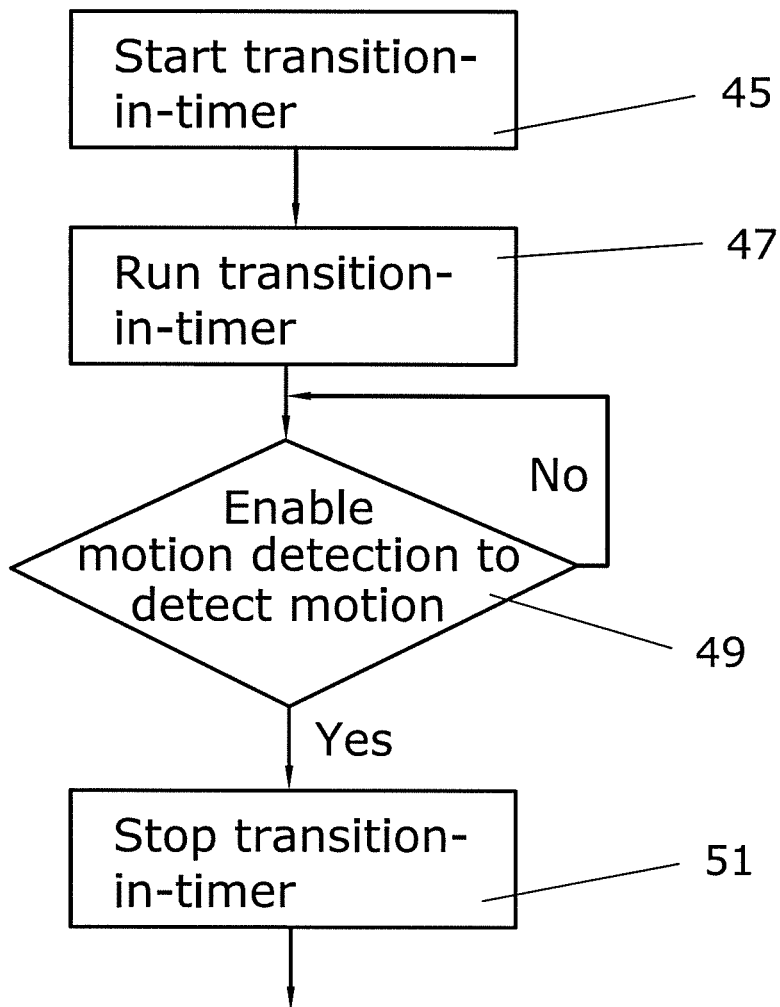 Start transition-
in-timer
45
Run transition-
in-timer
47
No
Enable
motion detection to
detect motion
49
Yes
Stop transition-
in-timer
51